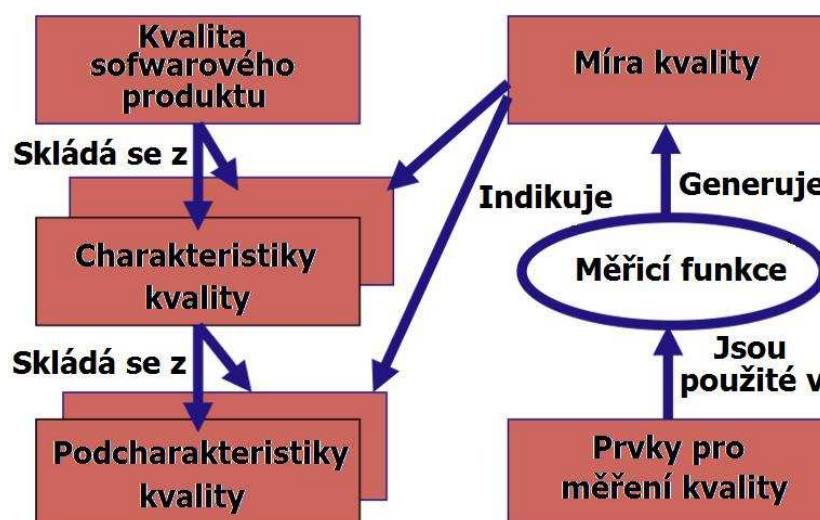 Kvalita
sofwarového
produktu
Míra kvality
Skládá se z
Indikuje
Generuje
Charakteristiky
kvality
Měřicí funkce
Skládá se z
Jsou
použité v
Podcharakteristiky
kvality
Prvky pro
měření kvality